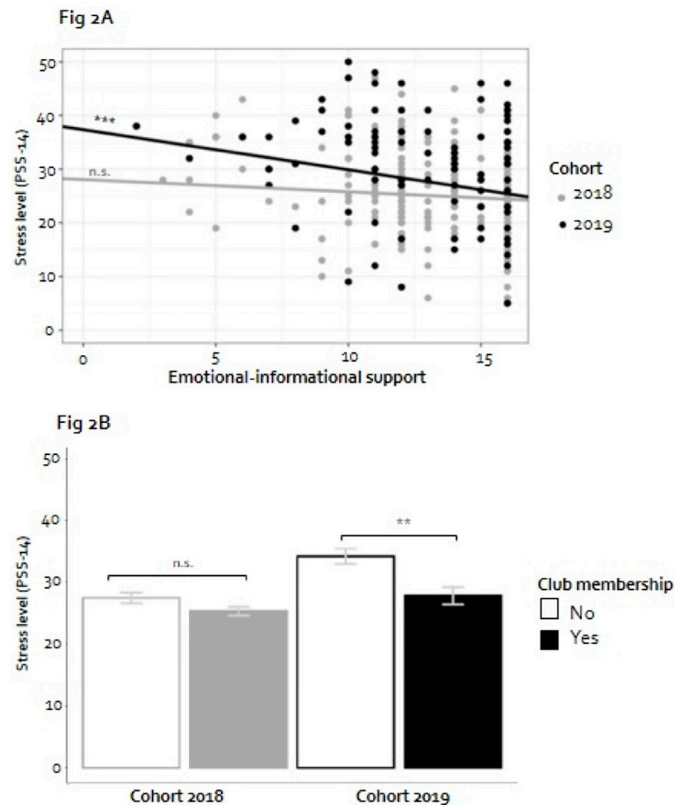 Fig 2A
50
40
30
20
10
0
Stress level (PSS-14)
***
n.s.
0
5
10
15
Emotional-informational support
Cohort
2018
2019
Fig 2B
50
40
30
20
10
0
Stress level (PSS-14)
n.s.
**
Cohort 2018
Cohort 2019
Club membership
No
Yes